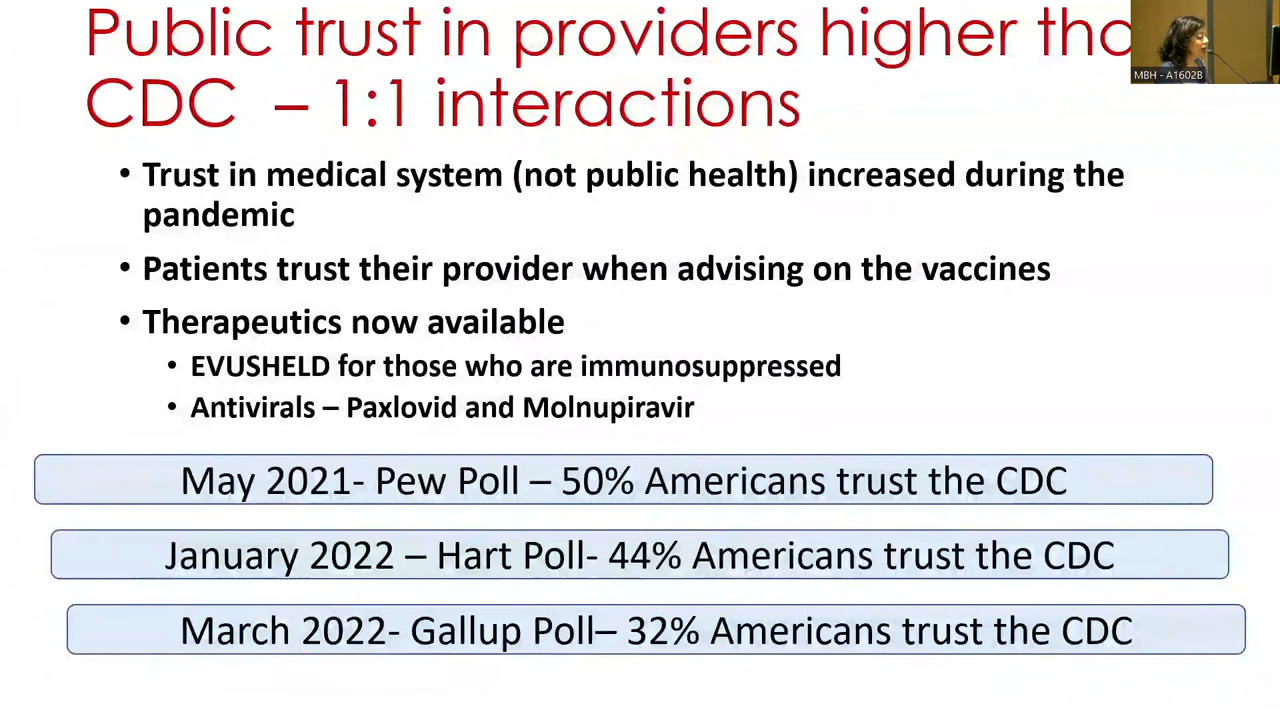 Public trust in providers higher tha
CDC – 1:1 interactions
MBH - A1602B
• Trust in medical system (not public health) increased during the
pandemic
• Patients trust their provider when advising on the vaccines
• Therapeutics now available
• EVUSHELD for those who are immunosuppressed
• Antivirals – Paxlovid and Molnupiravir
May 2021- Pew Poll – 50% Americans trust the CDC
January 2022 – Hart Poll- 44% Americans trust the CDC
March 2022- Gallup Poll– 32% Americans trust the CDC